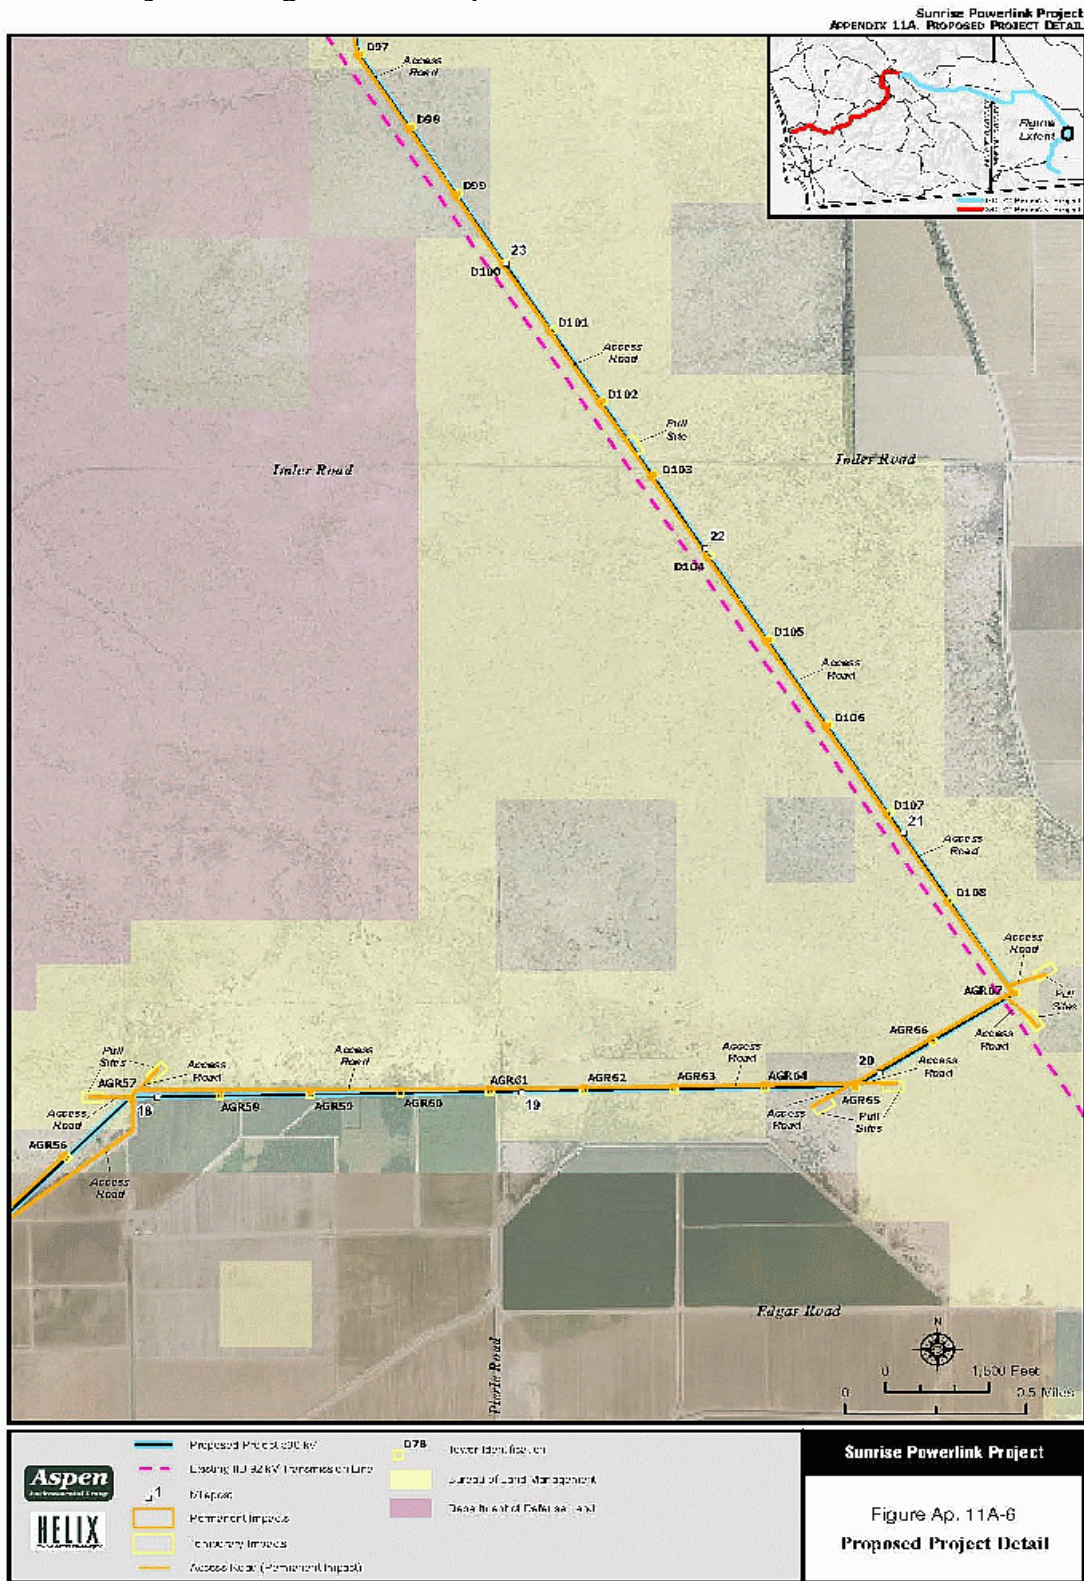 Sunrise Powerlink Project
APPENDIX 11A. PROPOSED PROJECT DETAIL
Figure
Extent
D97
Access
Road
D98
D99
23
D100
D101
Access
Road
D102
Pull
Site
D103
Imler Road
Imler Road
22
D104
D105
Access
Road
D106
D107
21
Access
Road
D108
Access
Road
AGR67
Pull
Sites
Access
Road
AGR66
20
Access
Road
Pull
Sites
AGR57
Access
Road
Access
Road
AGR61
AGR62
AGR63
Access
Road
AGR64
18
AGR58
AGR59
AGR60
19
Access
Road
AGR65
Pull
Sites
Access
Road
AGR56
Access
Road
Edgar Road
Road
N
0
1,500 Feet
0
0.5 Miles
Aspen
Environmental Group
HELIX
Proposed Project
Existing IID 92 kV Transmission Line
1
Milepost
Permanent Impacts
Temporary Impacts
Access Road (Permanent Impact)
D78
Tower Identification
Bureau of Land Management
Department of Defense Land
Sunrise Powerlink Project
Figure Ap. 11A-6
Proposed Project Detail